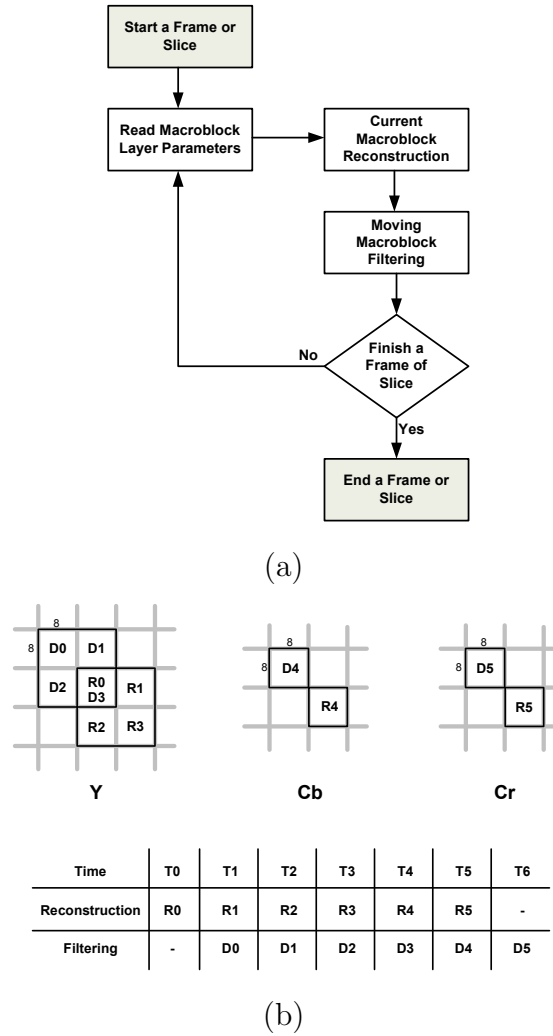 Start a Frame or
Slice
Read Macroblock
Layer Parameters
Current
Macroblock
Reconstruction
Moving
Macroblock
Filtering
No
Finish a
Frame of
Slice
Yes
End a Frame or
Slice
(a)
8
8
D0 D1
D2 R0 R1
D3
R2 R3
Y
8
8
D4
R4
Cb
8
8
D5
R5
Cr
Time T0 T1 T2 T3 T4 T5 T6
Reconstruction R0 R1 R2 R3 R4 R5 -
Filtering - D0 D1 D2 D3 D4 D5
(b)